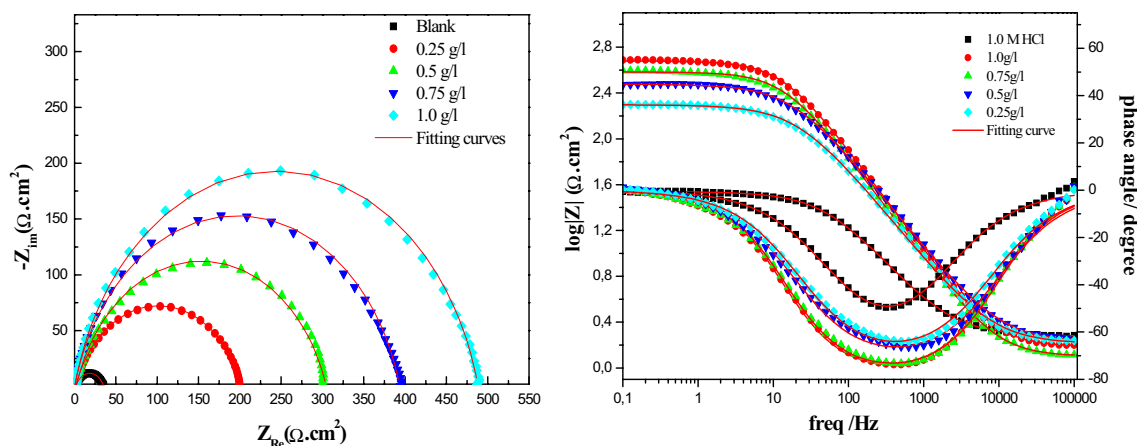 -Z_im(Ω.cm²)
300
250
200
150
100
50
Blank
0.25 g/l
0.5 g/l
0.75 g/l
1.0 g/l
Fitting curves
0 50 100 150 200 250 300 350 400 450 500 550
Z_Re(Ω.cm²)
log|Z| (Ω.cm²)
2,8
2,4
2,0
1,6
1,2
0,8
0,4
0,0
1.0 M HCl
1.0g/l
0.75g/l
0.5g/l
0.25g/l
Fitting curve
60
40
20
0
-20
-40
-60
-80
phase angle/ degree
0,1 1 10 100 1000 10000 100000
freq /Hz